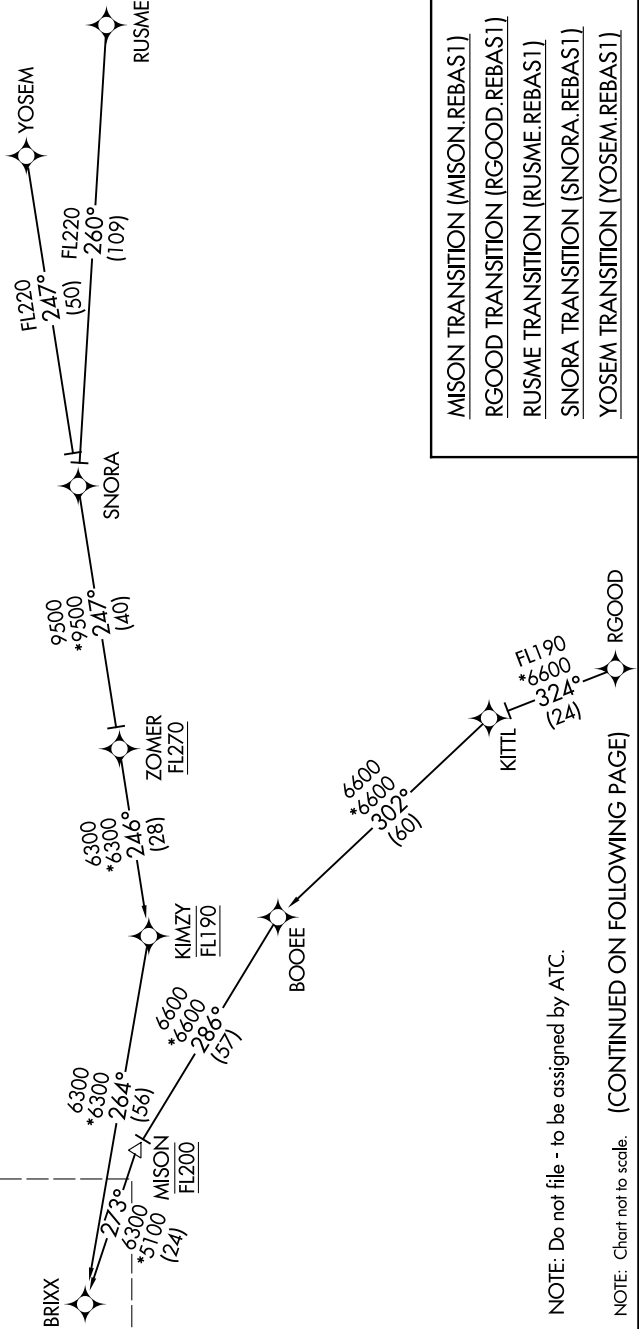 YOSEM
RUSME
FL220
247°
(50)
FL220
260°
(109)
SNORA
9500
*9500
247°
(40)
ZOMER
FL270
6300
*6300
246°
(28)
KIMZY
FL190
6300
*6300
264°
(56)
BRIXX
273°
6300
*5100
(24)
MISON
FL200
6600
*6600
286°
(57)
BOOEE
6600
*6600
302°
(60)
KITTL
FL190
*6600
324°
(24)
RGOOD
MISON TRANSITION (MISON.REBAS1)
RGOOD TRANSITION (RGOOD.REBAS1)
RUSME TRANSITION (RUSME.REBAS1)
SNORA TRANSITION (SNORA.REBAS1)
YOSEM TRANSITION (YOSEM.REBAS1)
NOTE: Do not file - to be assigned by ATC.
NOTE: Chart not to scale.
(CONTINUED ON FOLLOWING PAGE)